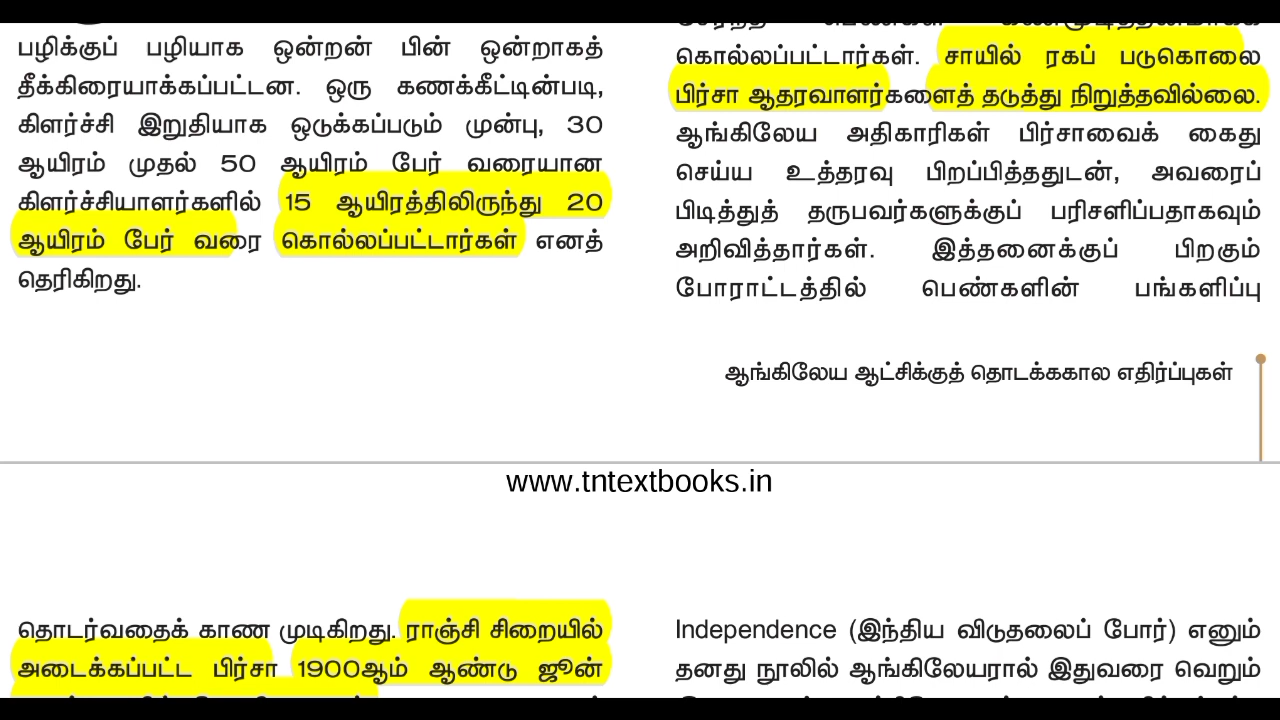 பழிக்குப் பழியாக ஒன்றன் பின் ஒன்றாகத்
தீக்கிரையாக்கப்பட்டன. ஒரு கணக்கீட்டின்படி,
கிளர்ச்சி இறுதியாக ஒடுக்கப்படும் முன்பு, 30
ஆயிரம் முதல் 50 ஆயிரம் பேர் வரையான
கிளர்ச்சியாளர்களில் 15 ஆயிரத்திலிருந்து 20
ஆயிரம் பேர் வரை கொல்லப்பட்டார்கள் எனத்
தெரிகிறது.
கொல்லப்பட்டார்கள். சாயில் ரகப் படுகொலை
பிர்சா ஆதரவாளர்களைத் தடுத்து நிறுத்தவில்லை.
ஆங்கிலேய அதிகாரிகள் பிர்சாவைக் கைது
செய்ய உத்தரவு பிறப்பித்ததுடன், அவரைப்
பிடித்துத் தருபவர்களுக்குப் பரிசளிப்பதாகவும்
அறிவித்தார்கள். இத்தனைக்குப் பிறகும்
போராட்டத்தில் பெண்களின் பங்களிப்பு
ஆங்கிலேய ஆட்சிக்குத் தொடக்ககால எதிர்ப்புகள்
www.tntextbooks.in
தொடர்வதைக் காண முடிகிறது. ராஞ்சி சிறையில்
அடைக்கப்பட்ட பிர்சா 1900ஆம் ஆண்டு ஜூன்
Independence (இந்திய விடுதலைப் போர்) எனும்
தனது நூலில் ஆங்கிலேயரால் இதுவரை வெறும்